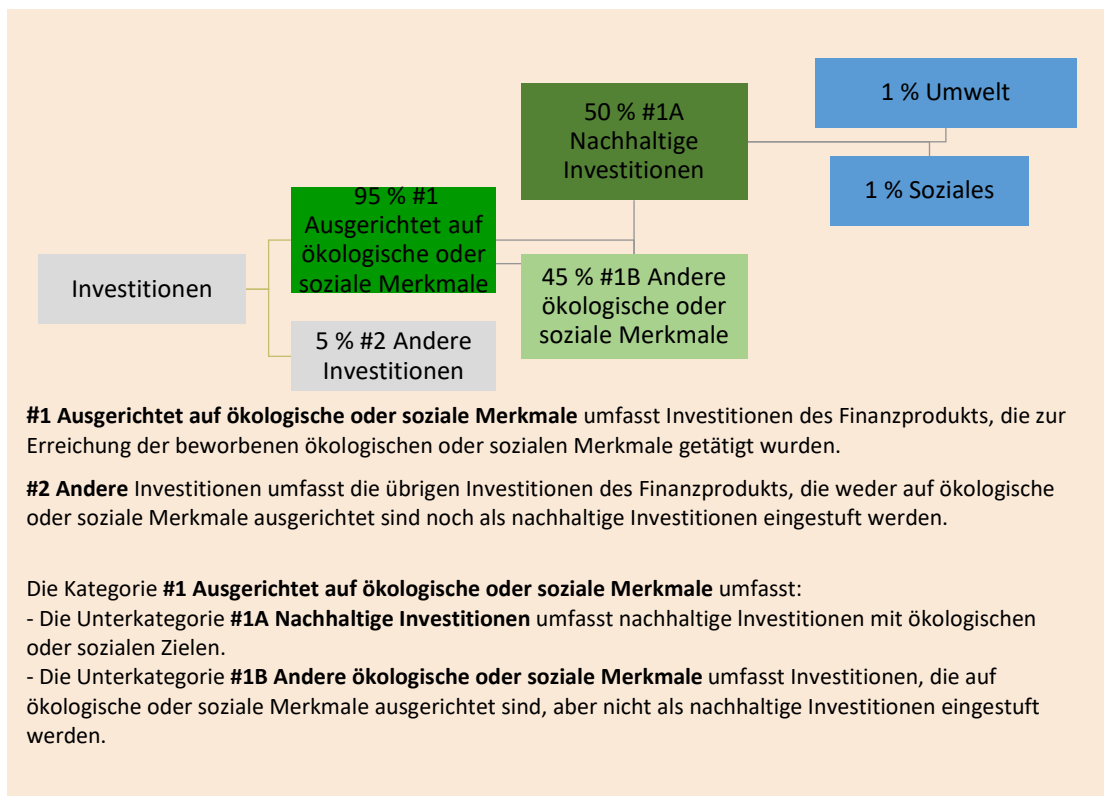 1 % Umwelt
50 % #1A
Nachhaltige
Investitionen
1 % Soziales
95 % #1
Ausgerichtet auf
ökologische oder
soziale Merkmale
45 % #1B Andere
ökologische oder
soziale Merkmale
Investitionen
5 % #2 Andere
Investitionen
#1 Ausgerichtet auf ökologische oder soziale Merkmale umfasst Investitionen des Finanzprodukts, die zur
Erreichung der beworbenen ökologischen oder sozialen Merkmale getätigt wurden.
#2 Andere Investitionen umfasst die übrigen Investitionen des Finanzprodukts, die weder auf ökologische
oder soziale Merkmale ausgerichtet sind noch als nachhaltige Investitionen eingestuft werden.
Die Kategorie #1 Ausgerichtet auf ökologische oder soziale Merkmale umfasst:
- Die Unterkategorie #1A Nachhaltige Investitionen umfasst nachhaltige Investitionen mit ökologischen
oder sozialen Zielen.
- Die Unterkategorie #1B Andere ökologische oder soziale Merkmale umfasst Investitionen, die auf
ökologische oder soziale Merkmale ausgerichtet sind, aber nicht als nachhaltige Investitionen eingestuft
werden.